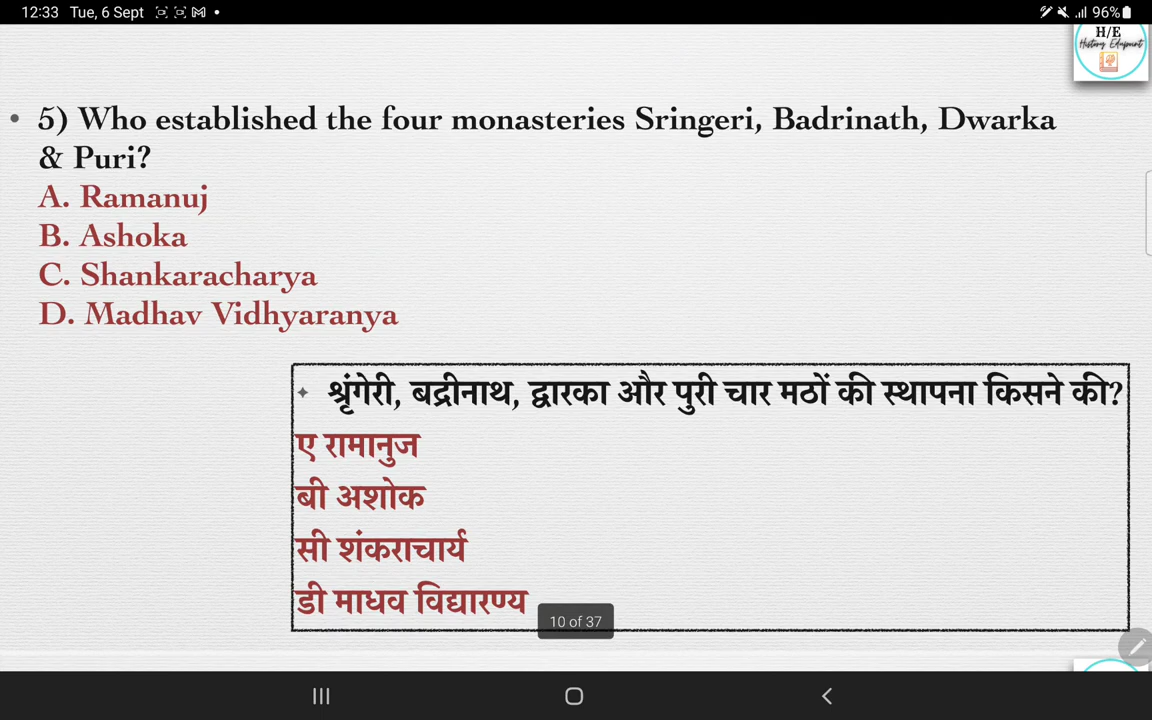 12:33 Tue, 6 Sept
96%
H/E
History Edupoint
• 5) Who established the four monasteries Sringeri, Badrinath, Dwarka
& Puri?
A. Ramanuj
B. Ashoka
C. Shankaracharya
D. Madhav Vidhyaranya
श्रृंगेरी, बद्रीनाथ, द्वारका और पुरी चार मठों की स्थापना किसने की?
ए रामानुज
बी अशोक
सी शंकराचार्य
डी माधव विद्यारण्य
10 of 37